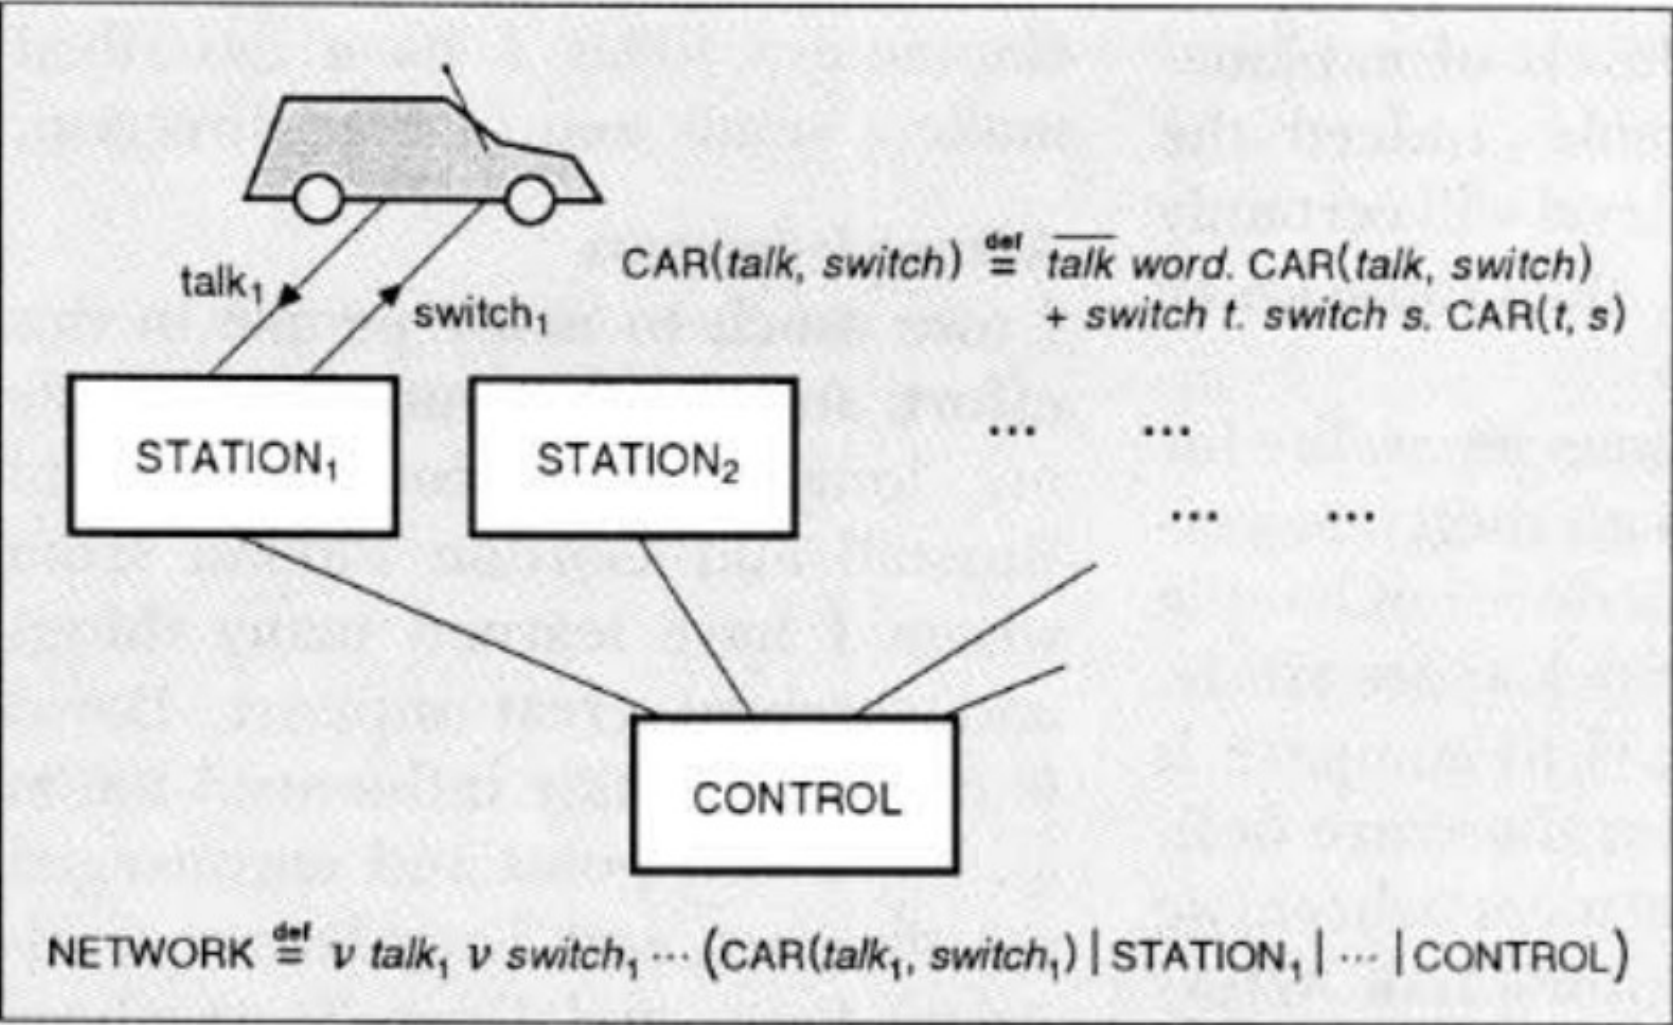 talk₁
switch₁
CAR(talk, switch) ≝ t̅a̅l̅k̅ word. CAR(talk, switch)
+ switch t. switch s. CAR(t, s)
STATION₁
STATION₂
... ...
... ...
CONTROL
NETWORK ≝ ν talk₁ ν switch₁ ··· (CAR(talk₁, switch₁) | STATION₁ | ··· | CONTROL)